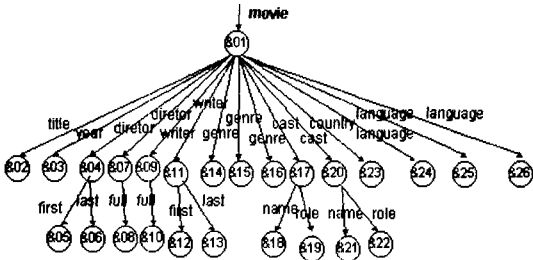 movie
&01
title
year
diretor
diretor
writer
writer
genre
genre
genre
cast
cast
country
language
language
language
&02
&03
&04
&07
&09
&11
&14
&15
&16
&17
&20
&23
&24
&25
&26
first
last
full
full
first
last
name
role
name
role
&05
&06
&08
&10
&12
&13
&18
&19
&21
&22